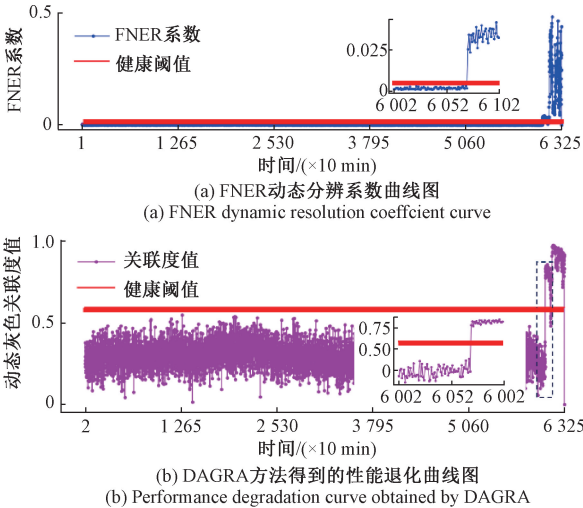 0.5
FNER系数
健康阈值
0.025
0
6 002 6 052 6 102
FNER系数
0
1 1 265 2 530 3 795 5 060 6 325
时间/(×10 min)
(a) FNER动态分辨系数曲线图
(a) FNER dynamic resolution coeffcient curve
1.0
关联度值
健康阈值
0.75
0.50
0
6 002 6 052 6 002
动态灰色关联度值
0.5
0
2 1 265 2 530 3 795 5 060 6 325
时间/(×10 min)
(b) DAGRA方法得到的性能退化曲线图
(b) Performance degradation curve obtained by DAGRA